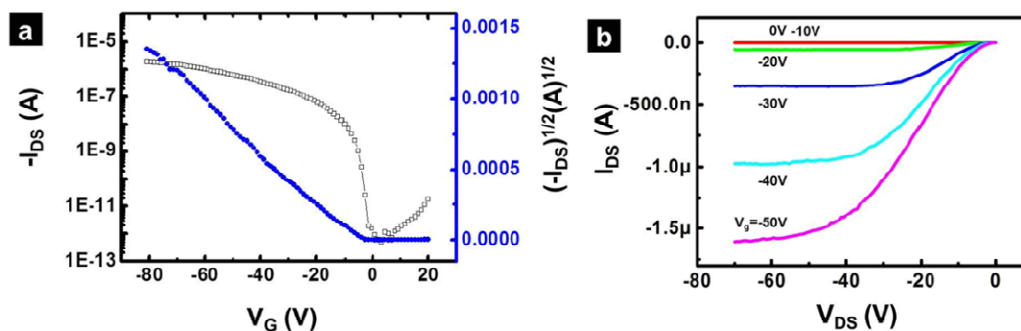 a
1E-5
1E-7
1E-9
1E-11
1E-13
-I_DS (A)
-80 -60 -40 -20 0 20
V_G (V)
0.0015
0.0010
0.0005
0.0000
(-I_DS)^1/2(A)^1/2
b
0.0
-500.0n
-1.0μ
-1.5μ
I_DS (A)
0V -10V
-20V
-30V
-40V
V_g=-50V
-80 -60 -40 -20 0
V_DS (V)